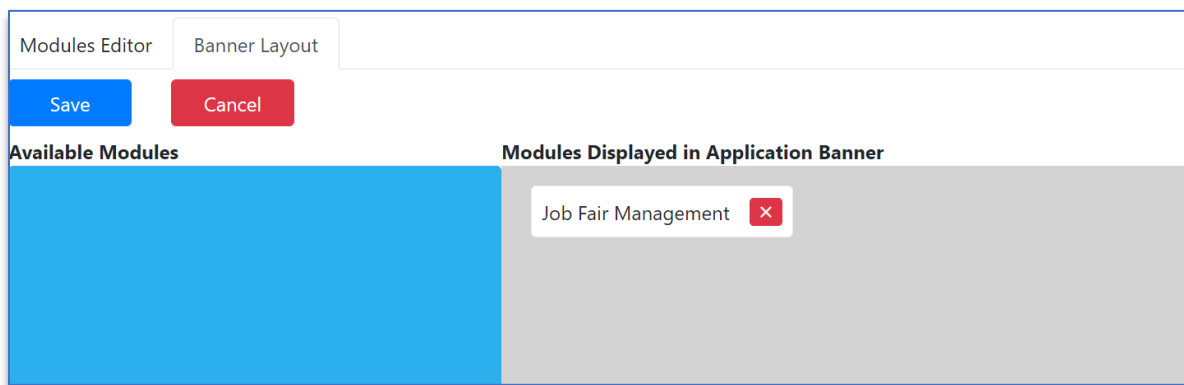 Modules Editor Banner Layout
Save Cancel
Available Modules Modules Displayed in Application Banner
Job Fair Management